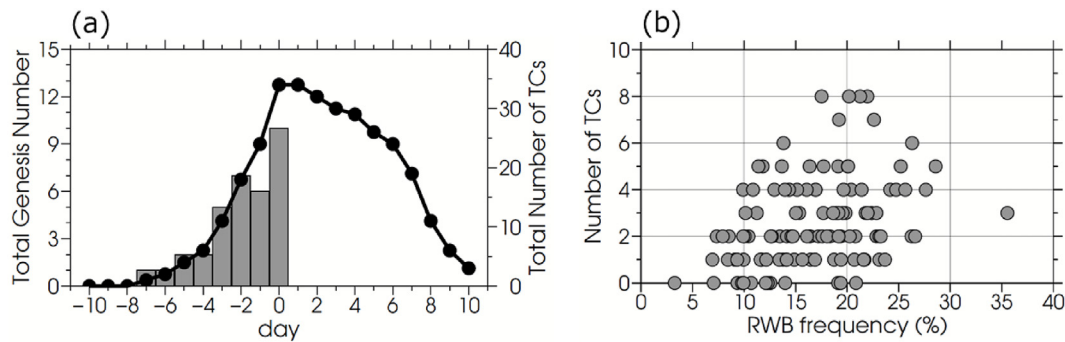 (a)
Total Genesis Number
15
12
9
6
3
0
Total Number of TCs
40
30
20
10
0
−10 −8 −6 −4 −2 0 2 4 6 8 10
day
(b)
Number of TCs
10
8
6
4
2
0
0 5 10 15 20 25 30 35 40
RWB frequency (%)